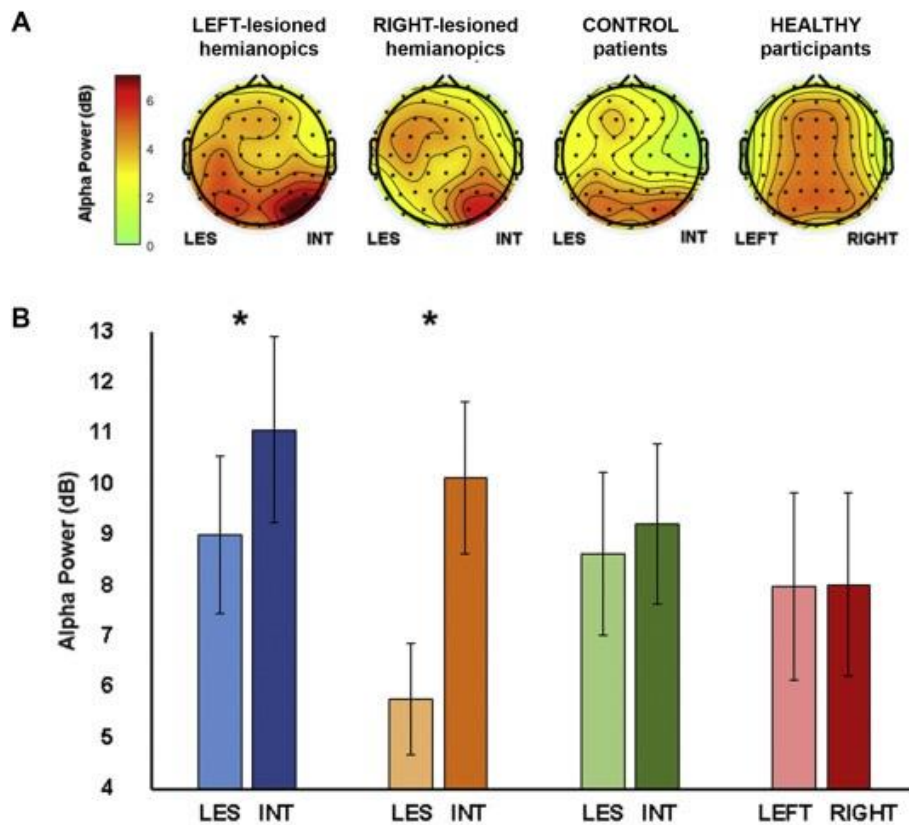 A
LEFT-lesioned
hemianopics
RIGHT-lesioned
hemianopics
CONTROL
patients
HEALTHY
participants
Alpha Power (dB)
6
4
2
0
LES INT
LES INT
LES INT
LEFT RIGHT
B
* *
Alpha Power (dB)
13
12
11
10
9
8
7
6
5
4
LES INT
LES INT
LES INT
LEFT RIGHT